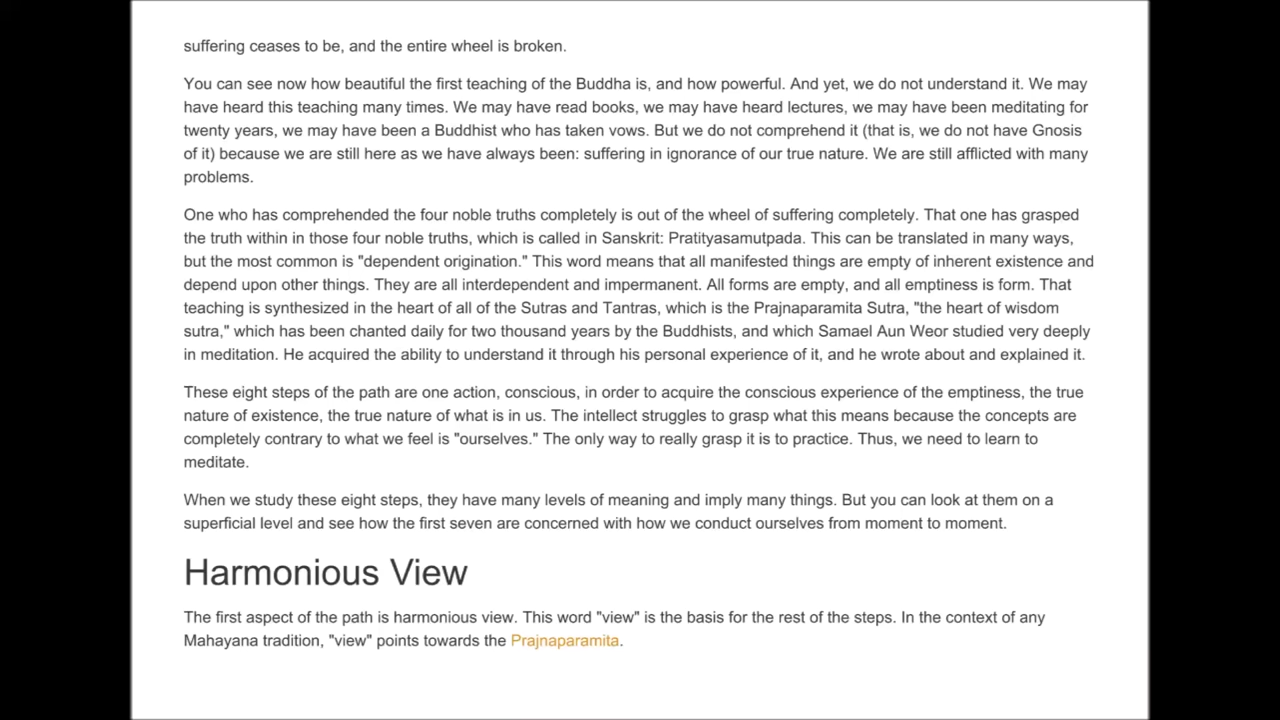 suffering ceases to be, and the entire wheel is broken.
You can see now how beautiful the first teaching of the Buddha is, and how powerful. And yet, we do not understand it. We may
have heard this teaching many times. We may have read books, we may have heard lectures, we may have been meditating for
twenty years, we may have been a Buddhist who has taken vows. But we do not comprehend it (that is, we do not have Gnosis
of it) because we are still here as we have always been: suffering in ignorance of our true nature. We are still afflicted with many
problems.
One who has comprehended the four noble truths completely is out of the wheel of suffering completely. That one has grasped
the truth within in those four noble truths, which is called in Sanskrit: Pratityasamutpada. This can be translated in many ways,
but the most common is "dependent origination." This word means that all manifested things are empty of inherent existence and
depend upon other things. They are all interdependent and impermanent. All forms are empty, and all emptiness is form. That
teaching is synthesized in the heart of all of the Sutras and Tantras, which is the Prajnaparamita Sutra, "the heart of wisdom
sutra," which has been chanted daily for two thousand years by the Buddhists, and which Samael Aun Weor studied very deeply
in meditation. He acquired the ability to understand it through his personal experience of it, and he wrote about and explained it.
These eight steps of the path are one action, conscious, in order to acquire the conscious experience of the emptiness, the true
nature of existence, the true nature of what is in us. The intellect struggles to grasp what this means because the concepts are
completely contrary to what we feel is "ourselves." The only way to really grasp it is to practice. Thus, we need to learn to
meditate.
When we study these eight steps, they have many levels of meaning and imply many things. But you can look at them on a
superficial level and see how the first seven are concerned with how we conduct ourselves from moment to moment.
Harmonious View
The first aspect of the path is harmonious view. This word "view" is the basis for the rest of the steps. In the context of any
Mahayana tradition, "view" points towards the Prajnaparamita.